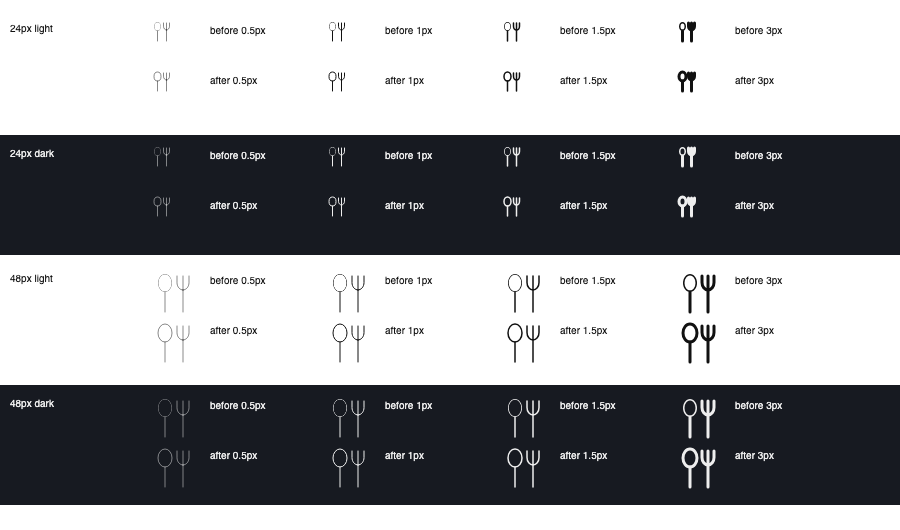 24px light
before 0.5px
before 1px
before 1.5px
before 3px
after 0.5px
after 1px
after 1.5px
after 3px
24px dark
before 0.5px
before 1px
before 1.5px
before 3px
after 0.5px
after 1px
after 1.5px
after 3px
48px light
before 0.5px
before 1px
before 1.5px
before 3px
after 0.5px
after 1px
after 1.5px
after 3px
48px dark
before 0.5px
before 1px
before 1.5px
before 3px
after 0.5px
after 1px
after 1.5px
after 3px